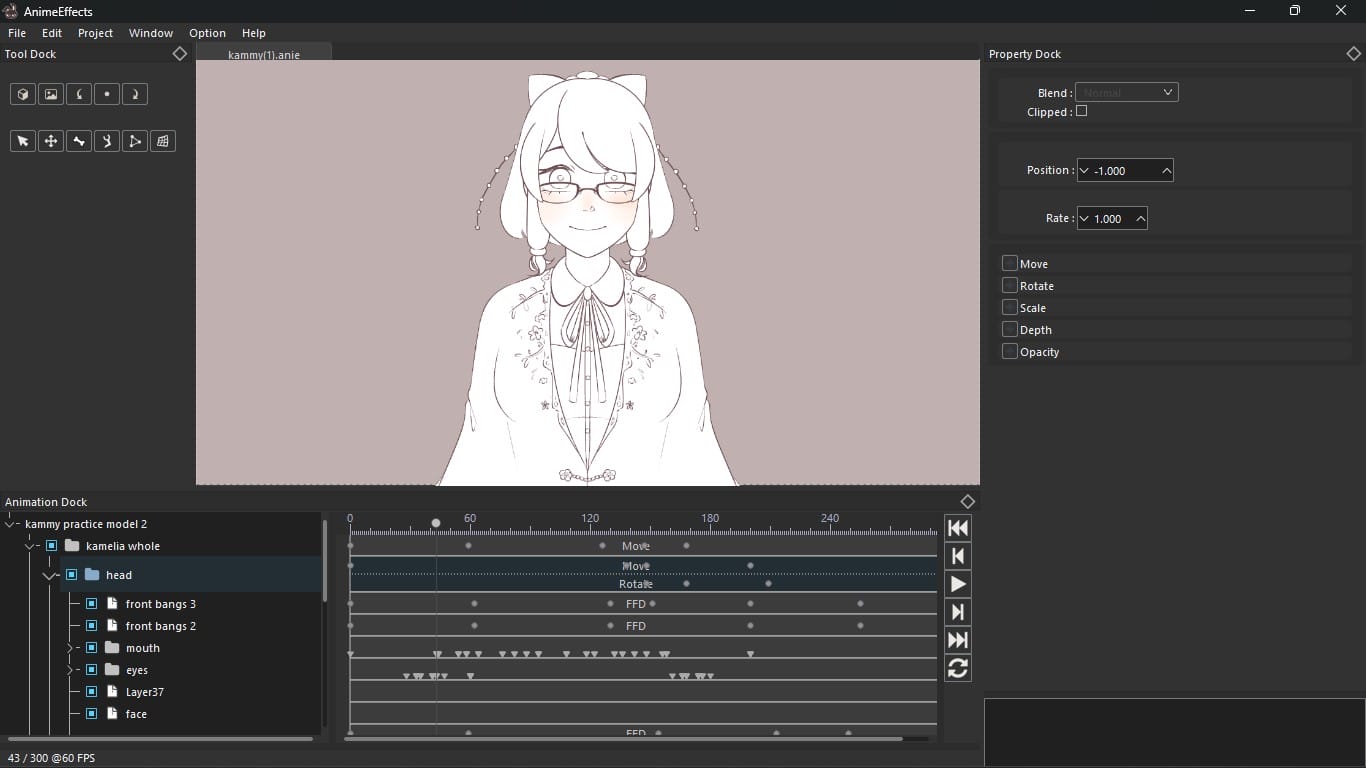 AnimeEffects
File Edit Project Window Option Help
Tool Dock
kammy(1).anie
Property Dock
Blend : Normal
Clipped :
Position : -1.000
Rate : 1.000
Move
Rotate
Scale
Depth
Opacity
Animation Dock
kammy practice model 2
0 60 120 180 240
kamelia whole
Move
head
Move
Rotate
front bangs 3
FFD
front bangs 2
FFD
mouth
eyes
Layer37
face
FFD
43 / 300 @60 FPS